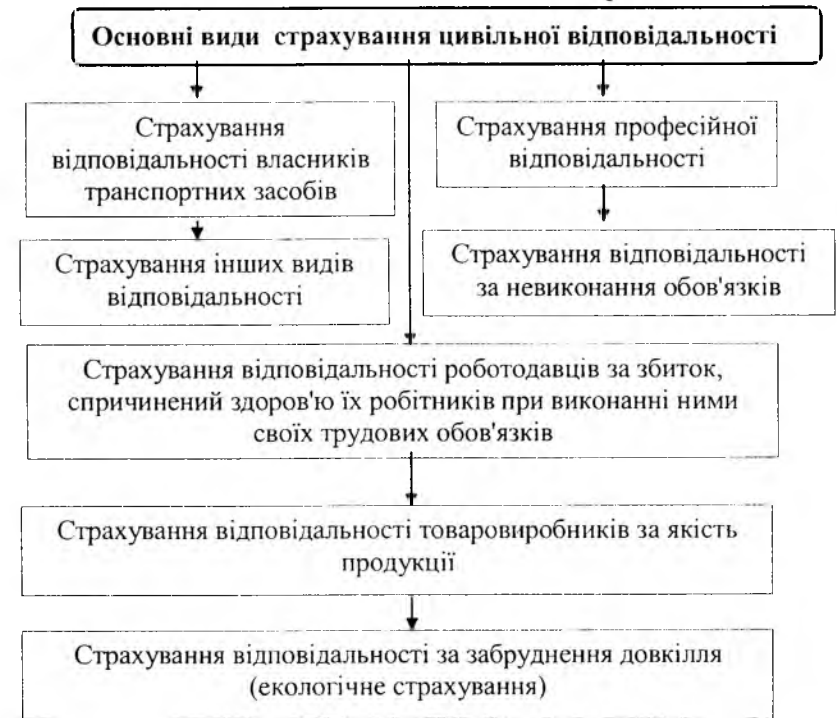 Основні види страхування цивільної відповідальності
Страхування
відповідальності власників
транспортних засобів
Страхування професійної
відповідальності
Страхування інших видів
відповідальності
Страхування відповідальності
за невиконання обов'язків
Страхування відповідальності роботодавців за збиток,
спричинений здоров'ю їх робітників при виконанні ними
своїх трудових обов'язків
Страхування відповідальності товаровиробників за якість
продукції
Страхування відповідальності за забруднення довкілля
(екологічне страхування)